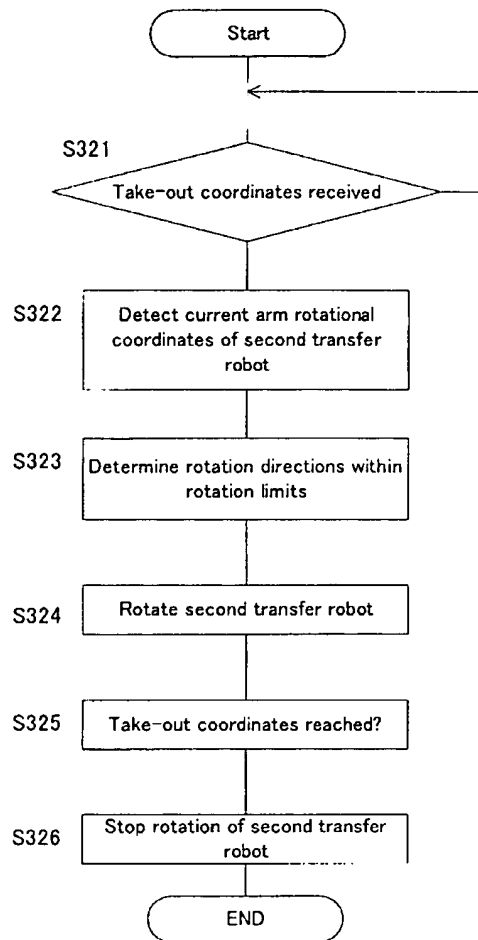 Start
S321
Take-out coordinates received
S322
Detect current arm rotational
coordinates of second transfer
robot
S323
Determine rotation directions within
rotation limits
S324
Rotate second transfer robot
S325
Take-out coordinates reached?
S326
Stop rotation of second transfer
robot
END